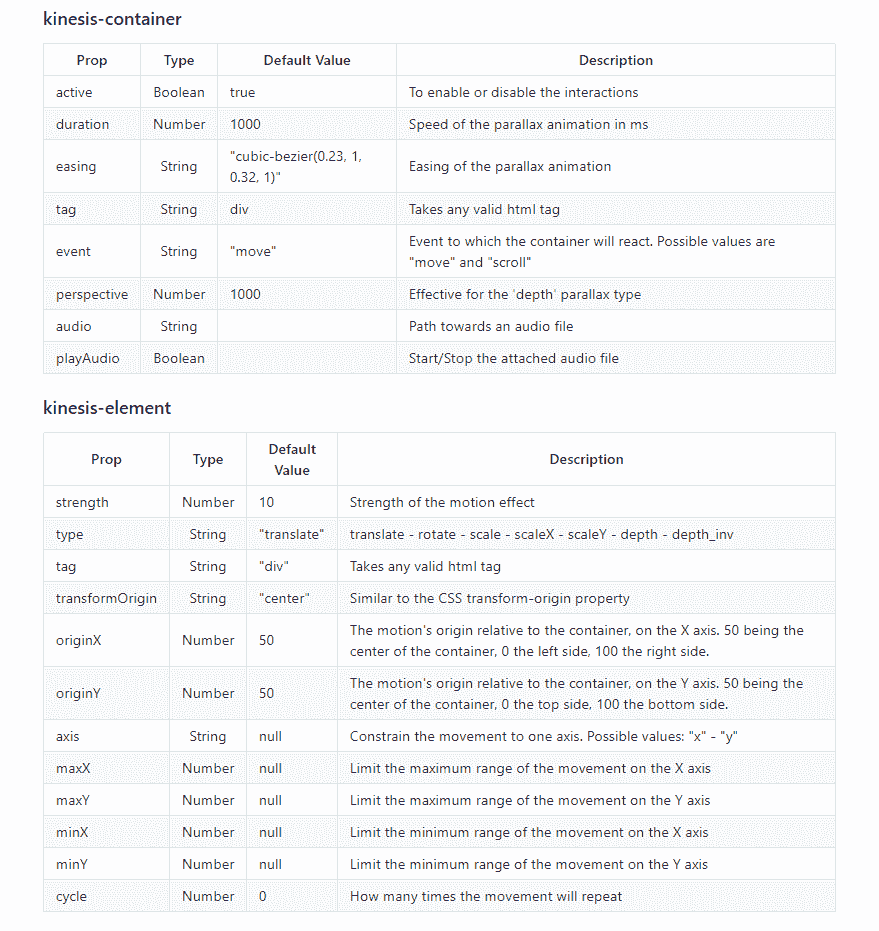 kinesis-container
Prop Type Default Value Description
active Boolean true To enable or disable the interactions
duration Number 1000 Speed of the parallax animation in ms
easing String "cubic-bezier(0.23, 1, 0.32, 1)" Easing of the parallax animation
tag String div Takes any valid html tag
event String "move" Event to which the container will react. Possible values are "move" and "scroll"
perspective Number 1000 Effective for the `depth` parallax type
audio String Path towards an audio file
playAudio Boolean Start/Stop the attached audio file
kinesis-element
Prop Type Default Value Description
strength Number 10 Strength of the motion effect
type String "translate" translate - rotate - scale - scaleX - scaleY - depth - depth_inv
tag String "div" Takes any valid html tag
transformOrigin String "center" Similar to the CSS transform-origin property
originX Number 50 The motion's origin relative to the container, on the X axis. 50 being the center of the container, 0 the left side, 100 the right side.
originY Number 50 The motion's origin relative to the container, on the Y axis. 50 being the center of the container, 0 the top side, 100 the bottom side.
axis String null Constrain the movement to one axis. Possible values: "x" - "y"
maxX Number null Limit the maximum range of the movement on the X axis
maxY Number null Limit the maximum range of the movement on the Y axis
minX Number null Limit the minimum range of the movement on the X axis
minY Number null Limit the minimum range of the movement on the Y axis
cycle Number 0 How many times the movement will repeat